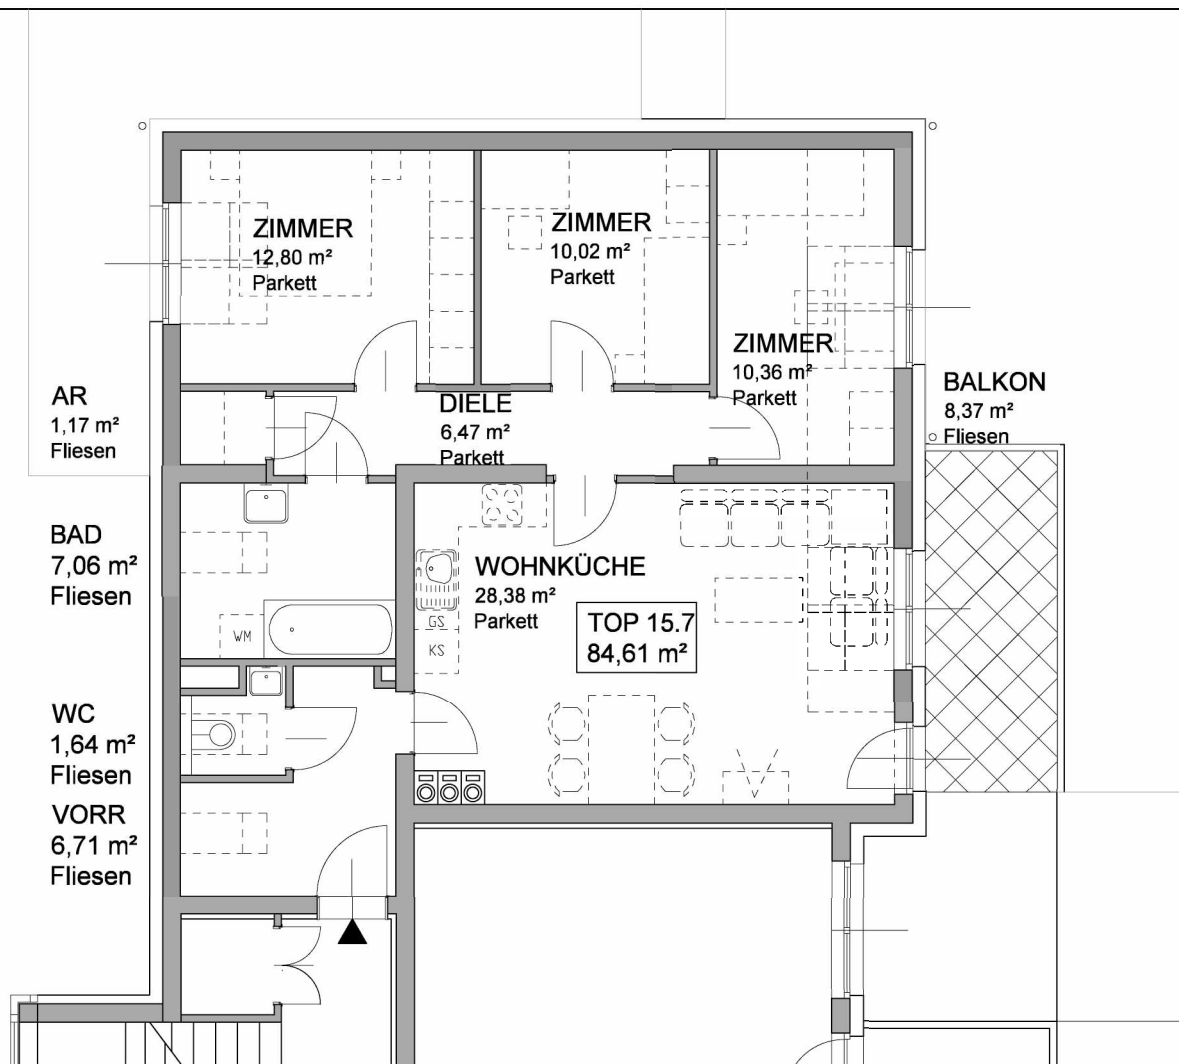 ZIMMER
12,80 m²
Parkett
ZIMMER
10,02 m²
Parkett
ZIMMER
10,36 m²
Parkett
AR
1,17 m²
Fliesen
DIELE
6,47 m²
Parkett
BALKON
8,37 m²
Fliesen
BAD
7,06 m²
Fliesen
WM
WOHNKÜCHE
28,38 m²
Parkett
GS
KS
TOP 15.7
84,61 m²
WC
1,64 m²
Fliesen
VORR
6,71 m²
Fliesen